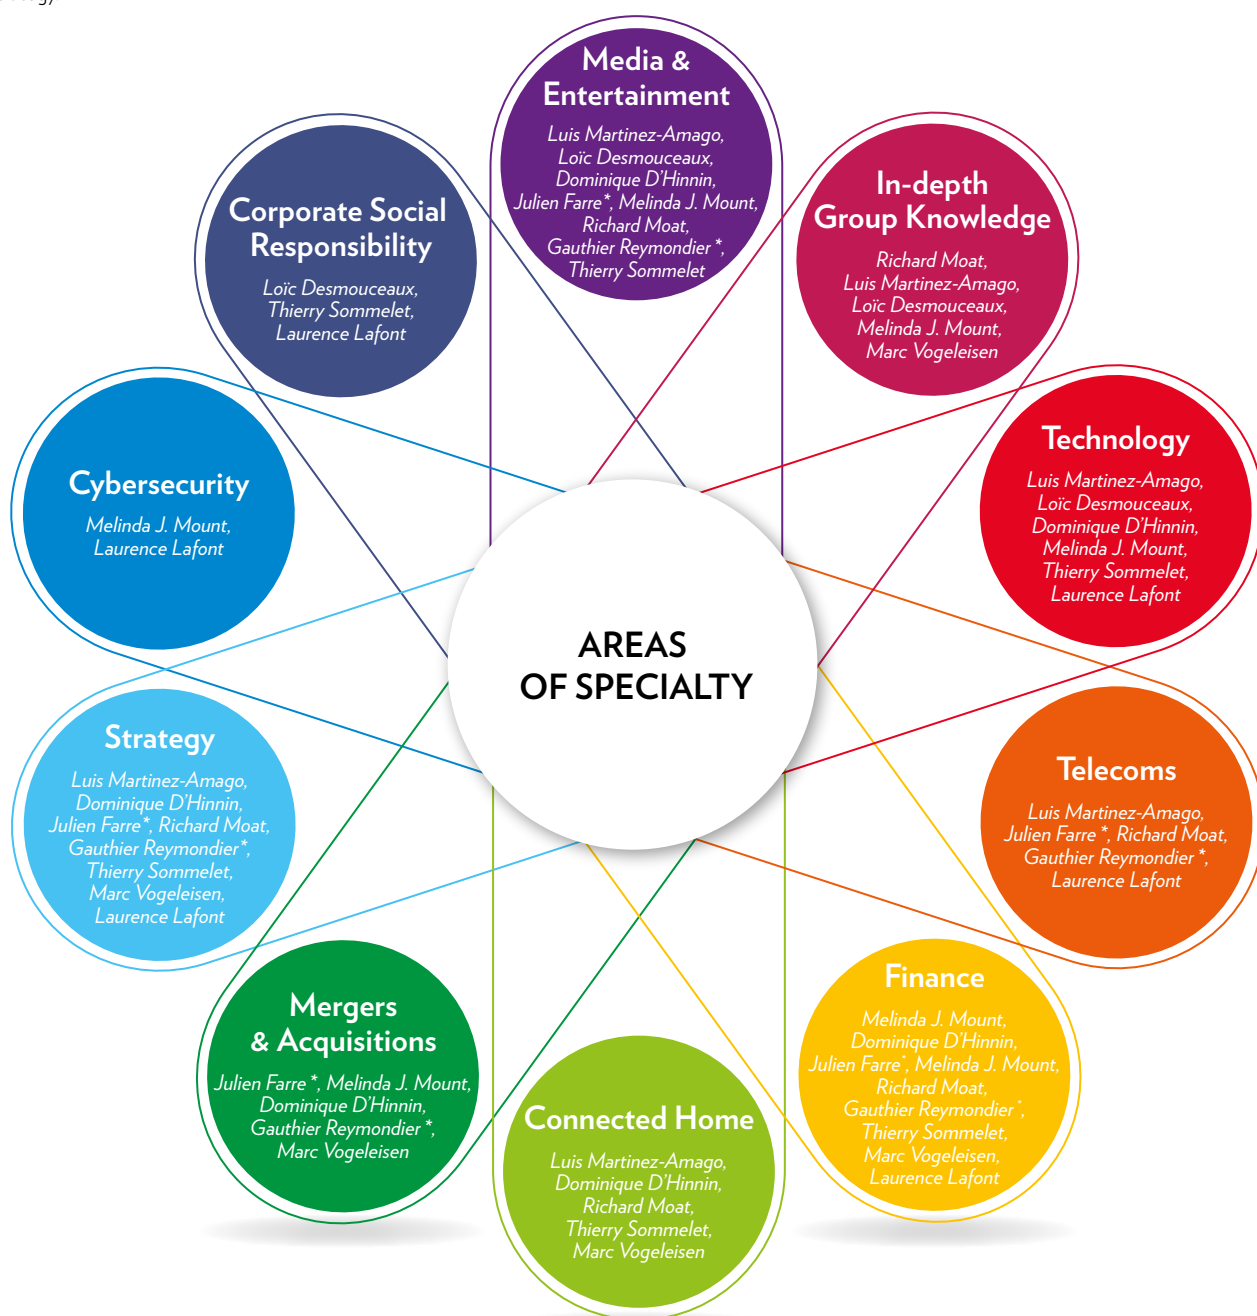 Media &
Entertainment
Luis Martinez-Amago,
Loïc Desmouceaux,
Dominique D'Hinnin,
Julien Farre*, Melinda J. Mount,
Richard Moat,
Gauthier Reymondier*,
Thierry Sommelet
In-depth
Group Knowledge
Richard Moat,
Luis Martinez-Amago,
Loïc Desmouceaux,
Melinda J. Mount,
Marc Vogeleisen
Corporate Social
Responsibility
Loïc Desmouceaux,
Thierry Sommelet,
Laurence Lafont
Technology
Luis Martinez-Amago,
Loïc Desmouceaux,
Dominique D'Hinnin,
Melinda J. Mount,
Thierry Sommelet,
Laurence Lafont
Cybersecurity
Melinda J. Mount,
Laurence Lafont
AREAS
OF SPECIALTY
Strategy
Luis Martinez-Amago,
Dominique D'Hinnin,
Julien Farre*, Richard Moat,
Gauthier Reymondier*,
Thierry Sommelet,
Marc Vogeleisen,
Laurence Lafont
Telecoms
Luis Martinez-Amago,
Julien Farre*, Richard Moat,
Gauthier Reymondier*,
Laurence Lafont
Mergers
& Acquisitions
Julien Farre*, Melinda J. Mount,
Dominique D'Hinnin,
Gauthier Reymondier*,
Marc Vogeleisen
Finance
Melinda J. Mount,
Dominique D'Hinnin,
Julien Farre*, Melinda J. Mount,
Richard Moat,
Gauthier Reymondier*,
Thierry Sommelet,
Marc Vogeleisen,
Laurence Lafont
Connected Home
Luis Martinez-Amago,
Dominique D'Hinnin,
Richard Moat,
Thierry Sommelet,
Marc Vogeleisen